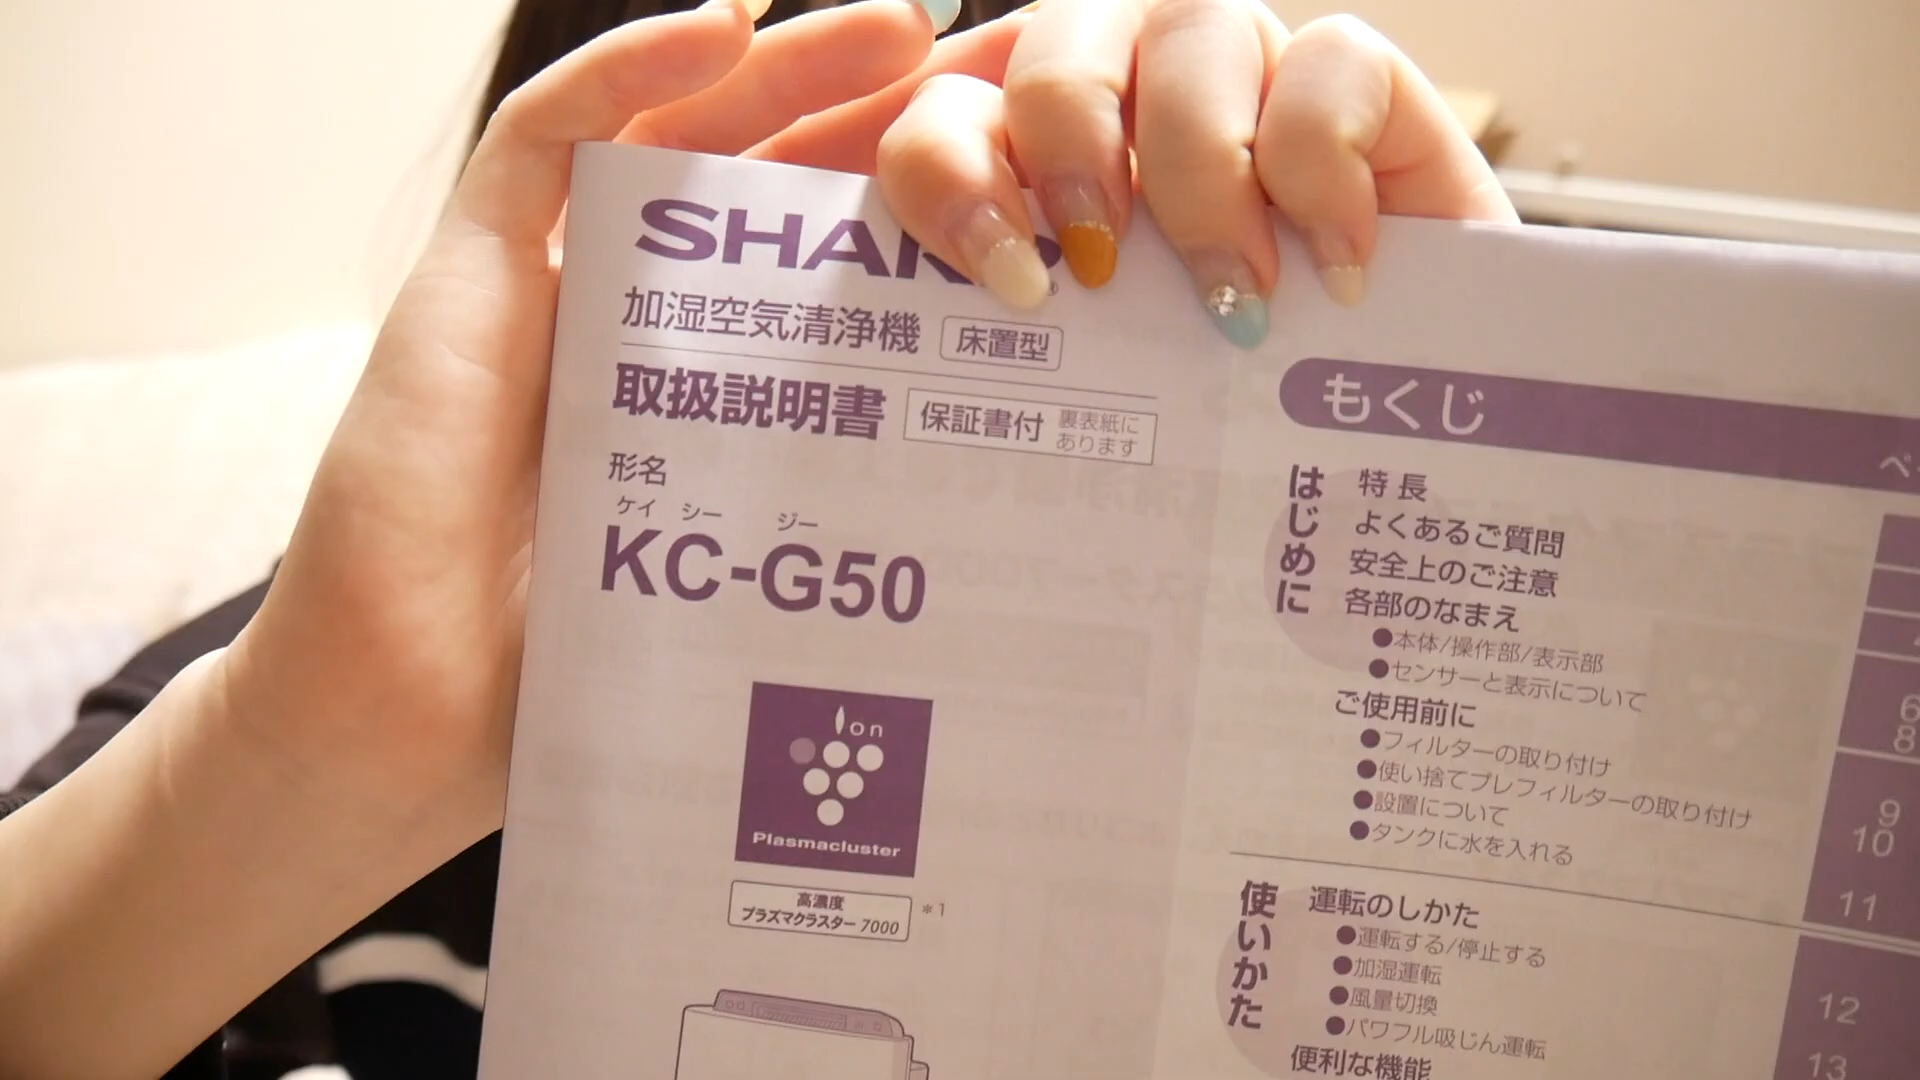 SHARP
加湿空気清浄機 床置型
取扱説明書 保証書付 裏表紙にあります
形名
ケイ シー ジー
KC-G50
Ion
Plasmacluster
高濃度
プラズマクラスター 7000 *1
もくじ
はじめに
特長
よくあるご質問
安全上のご注意
各部のなまえ
●本体/操作部/表示部 6
●センサーと表示について 8
ご使用前に
●フィルターの取り付け 9
●使い捨てプレフィルターの取り付け 10
●設置について
●タンクに水を入れる 11
使いかた
運転のしかた
●運転する/停止する 12
●加湿運転
●風量切換
●パワフル吸じん運転 13
便利な機能